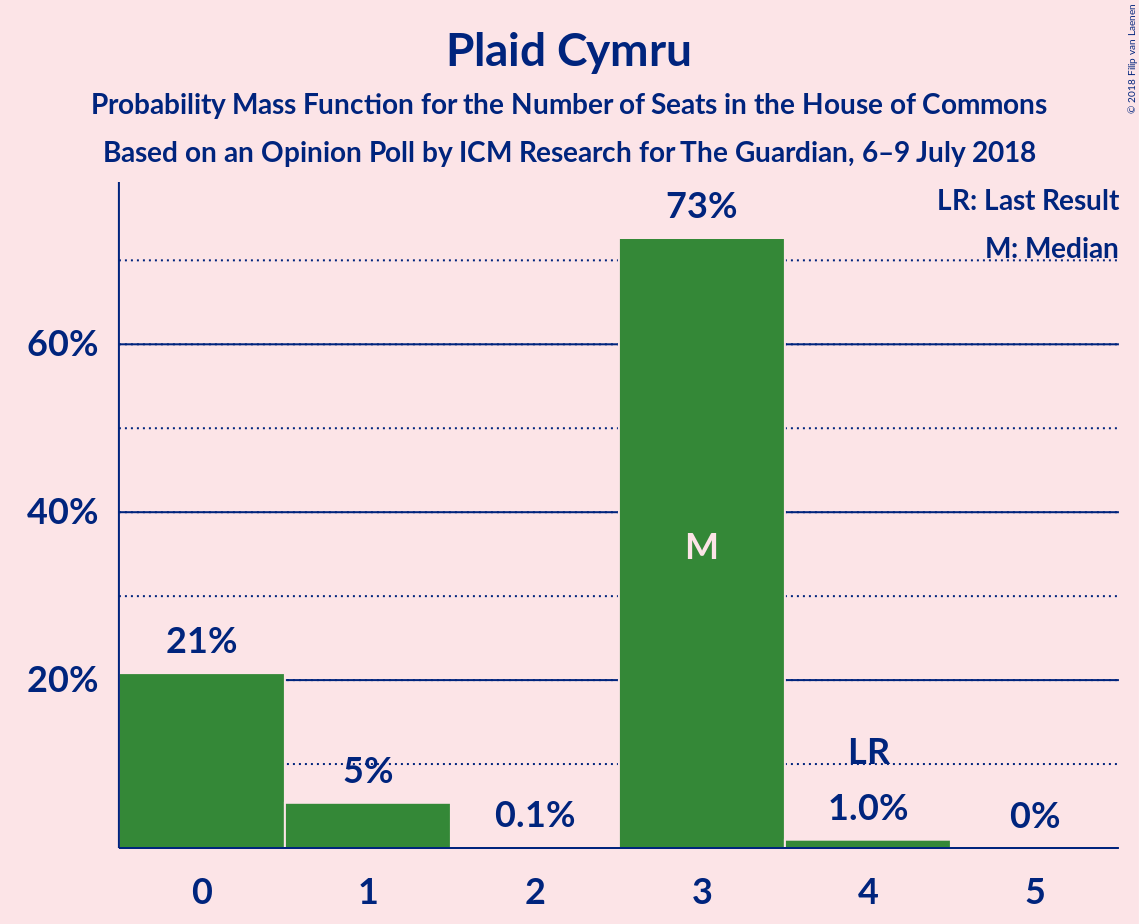 Plaid Cymru
Probability Mass Function for the Number of Seats in the House of Commons
Based on an Opinion Poll by ICM Research for The Guardian, 6–9 July 2018
© 2018 Filip van Laenen
LR: Last Result
M: Median
73%
60%
40%
M
21%
20%
LR
5%
1.0%
0.1%
0%
0 1 2 3 4 5